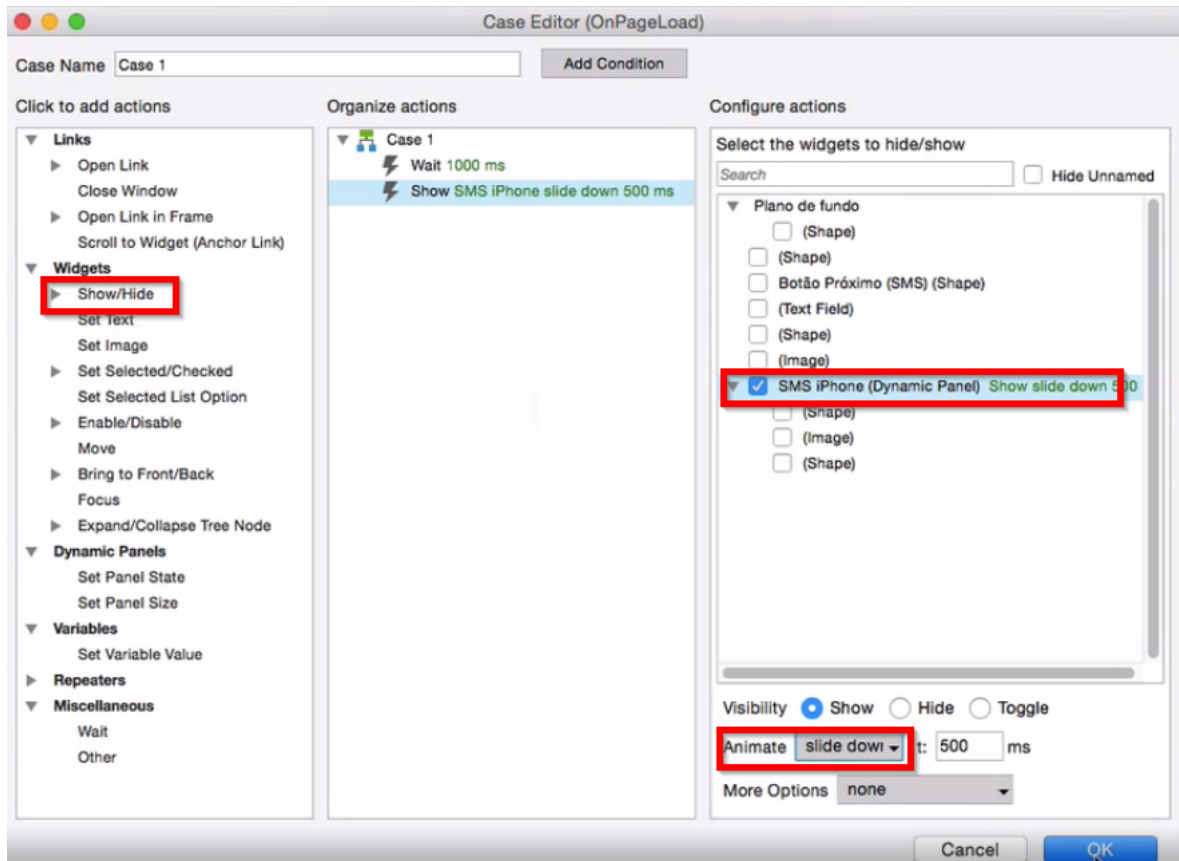 Case Editor (OnPageLoad)
Case Name Case 1 Add Condition
Click to add actions
Links
Open Link
Close Window
Open Link in Frame
Scroll to Widget (Anchor Link)
Widgets
Show/Hide
Set Text
Set Image
Set Selected/Checked
Set Selected List Option
Enable/Disable
Move
Bring to Front/Back
Focus
Expand/Collapse Tree Node
Dynamic Panels
Set Panel State
Set Panel Size
Variables
Set Variable Value
Repeaters
Miscellaneous
Wait
Other
Organize actions
Case 1
Wait 1000 ms
Show SMS iPhone slide down 500 ms
Configure actions
Select the widgets to hide/show
Search Hide Unnamed
Plano de fundo
(Shape)
(Shape)
Botão Próximo (SMS) (Shape)
(Text Field)
(Shape)
(Image)
SMS iPhone (Dynamic Panel) Show slide down 500
(Shape)
(Image)
(Shape)
Visibility Show Hide Toggle
Animate slide down t: 500 ms
More Options none
Cancel OK